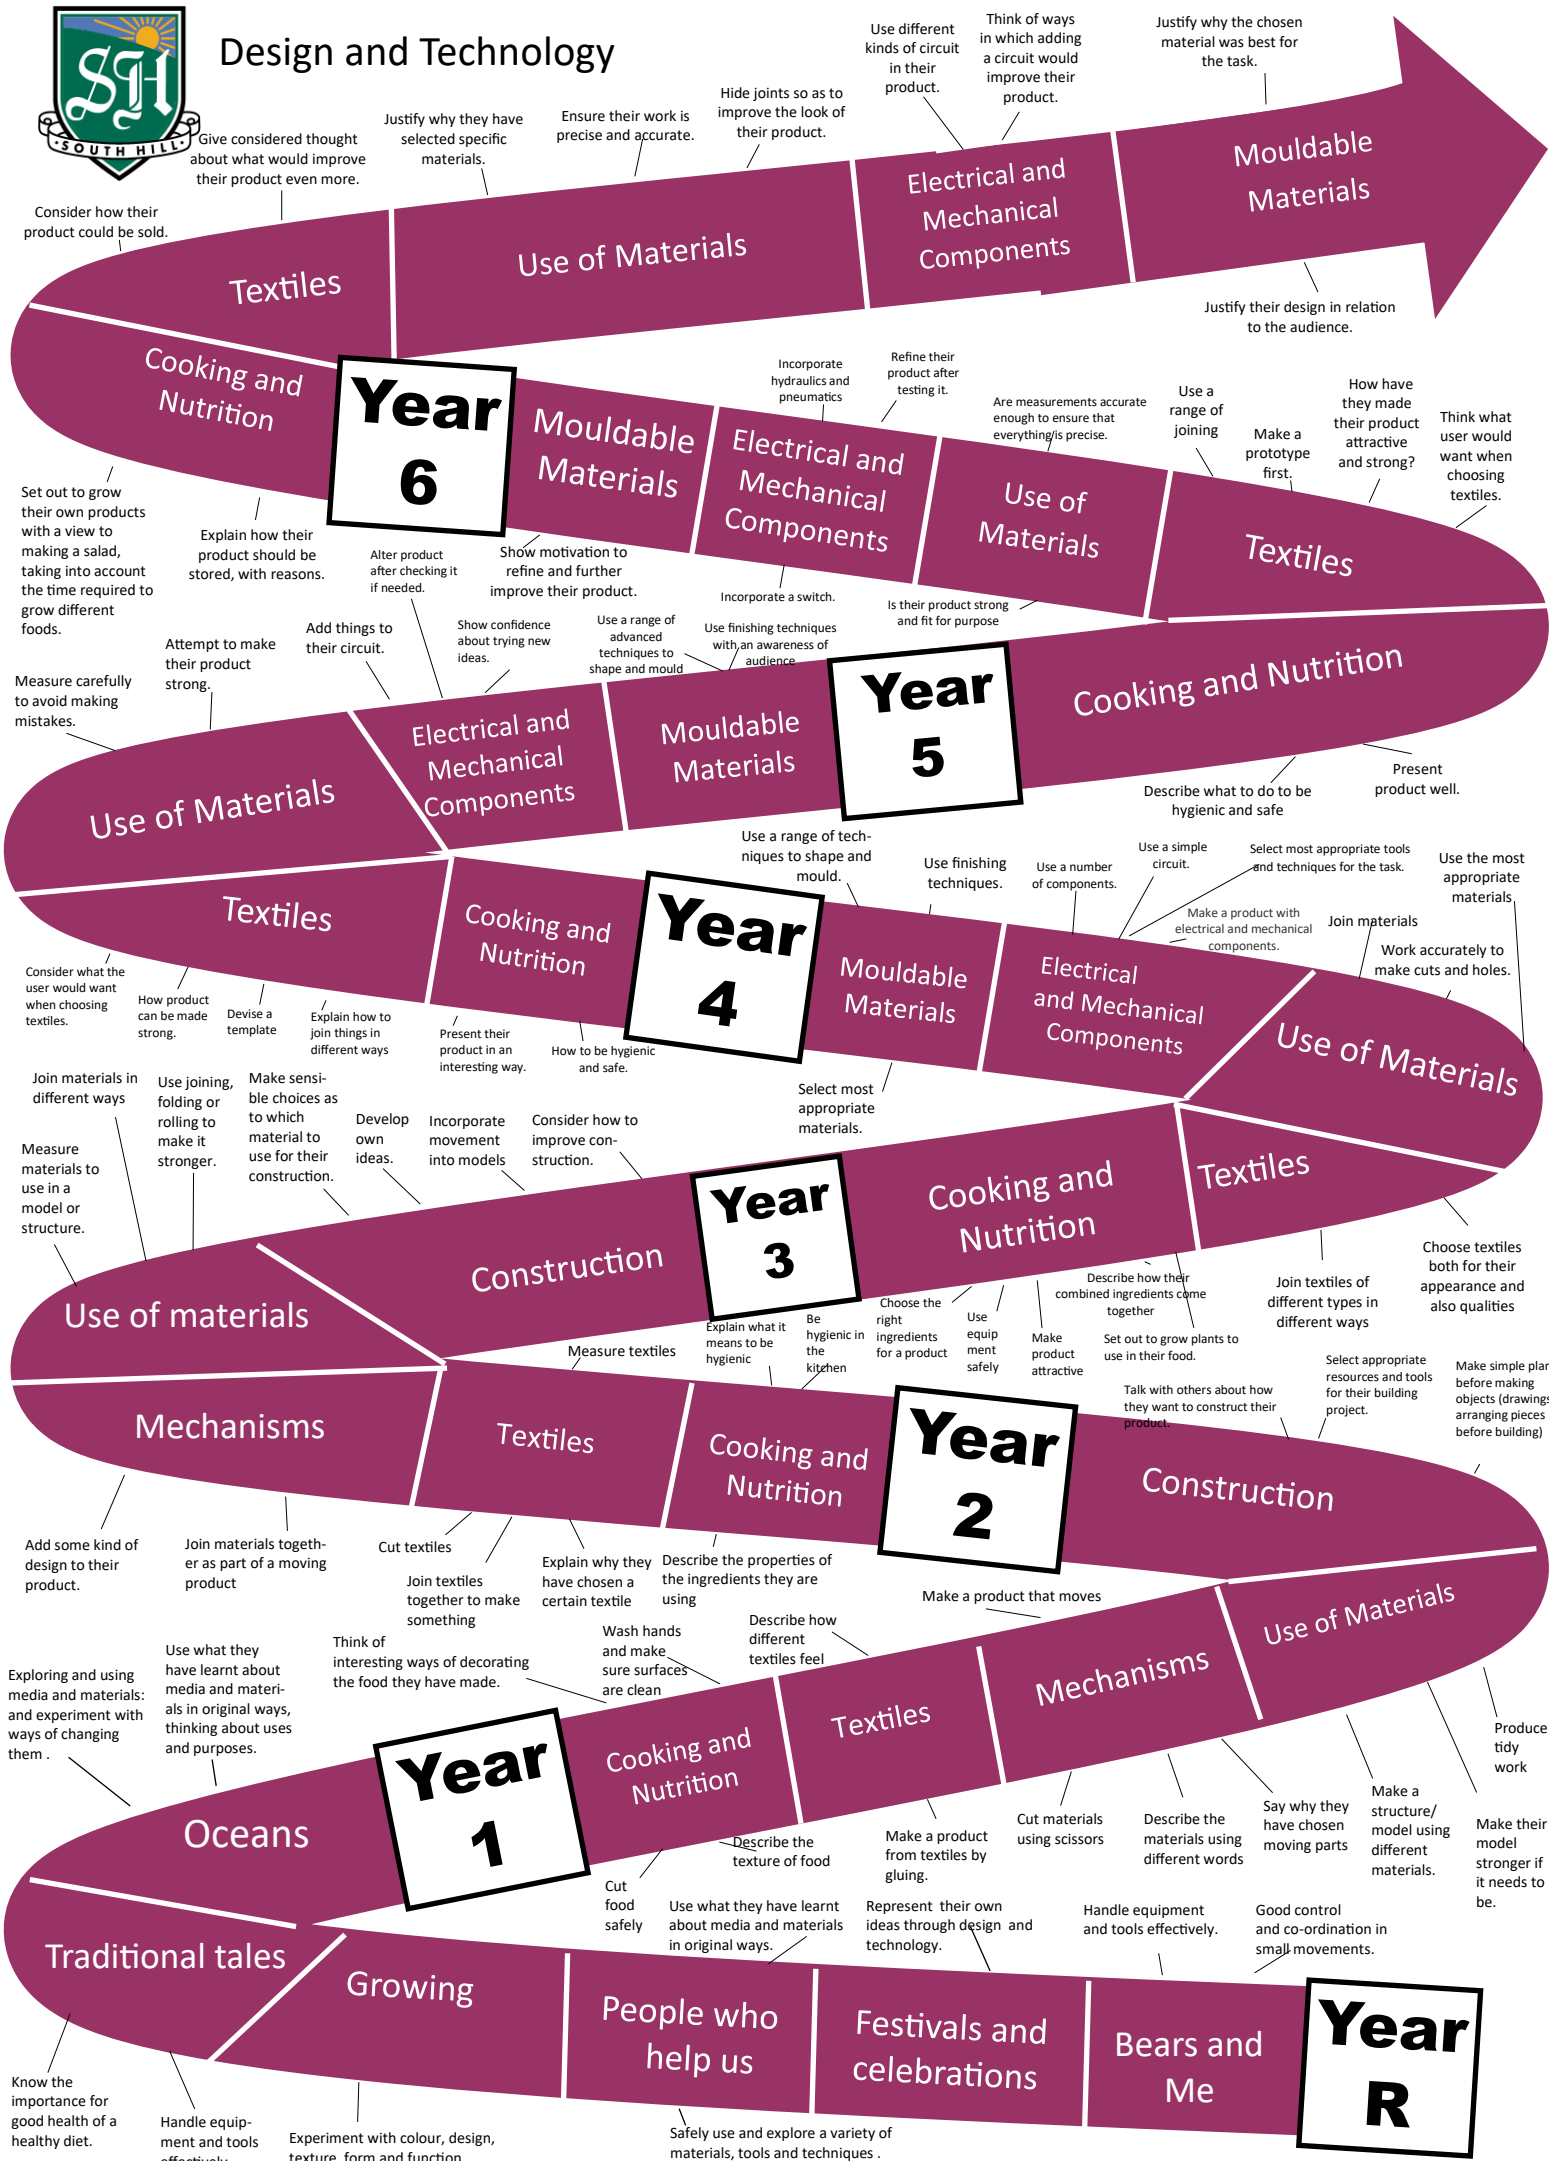 Design and Technology
SH
SOUTH HILL
Consider how their
product could be sold.
Give considered thought
about what would improve
their product even more.
Justify why they have
selected specific
materials.
Ensure their work is
precise and accurate.
Hide joints so as to
improve the look of
their product.
Use different
kinds of circuit
in their
product.
Think of ways
in which adding
a circuit would
improve their
product.
Justify why the chosen
material was best for
the task.
Textiles
Use of Materials
Electrical and
Mechanical
Components
Mouldable
Materials
Justify their design in relation
to the audience.
Cooking and
Nutrition
Year
6
Mouldable
Materials
Electrical and
Mechanical
Components
Use of
Materials
Textiles
Incorporate
hydraulics and
pneumatics
Refine their
product after
testing it.
Are measurements accurate
enough to ensure that
everything is precise.
Use a
range of
joining
Make a
prototype
first.
How have
they made
their product
attractive
and strong?
Think what
user would
want when
choosing
textiles.
Set out to grow
their own products
with a view to
making a salad,
taking into account
the time required to
grow different
foods.
Explain how their
product should be
stored, with reasons.
Show motivation to
refine and further
improve their product.
Incorporate a switch.
Is their product strong
and fit for purpose
Measure carefully
to avoid making
mistakes.
Attempt to make
their product
strong.
Add things to
their circuit.
Alter product
after checking it
if needed.
Show confidence
about trying new
ideas.
Use a range of
advanced
techniques to
shape and mould
Use finishing techniques
with an awareness of
audience
Use of Materials
Electrical and
Mechanical
Components
Mouldable
Materials
Year
5
Cooking and Nutrition
Describe what to do to be
hygienic and safe
Present
product well.
Textiles
Cooking and
Nutrition
Year
4
Mouldable
Materials
Electrical
and Mechanical
Components
Use of Materials
Use a range of tech-
niques to shape and
mould.
Use finishing
techniques.
Use a number
of components.
Use a simple
circuit.
Select most appropriate tools
and techniques for the task.
Make a product with
electrical and mechanical
components.
Join materials
Use the most
appropriate
materials
Work accurately to
make cuts and holes.
Consider what the
user would want
when choosing
textiles.
How product
can be made
strong.
Devise a
template
Explain how to
join things in
different ways
Present their
product in an
interesting way.
How to be hygienic
and safe.
Select most
appropriate
materials.
Measure
materials to
use in a
model or
structure.
Join materials in
different ways
Use joining,
folding or
rolling to
make it
stronger.
Make sensi-
ble choices as
to which
material to
use for their
construction.
Develop
own
ideas.
Incorporate
movement
into models
Consider how to
improve con-
struction.
Use of materials
Construction
Year
3
Cooking and
Nutrition
Textiles
Choose the
right
ingredients
for a product
Use
equip
ment
safely
Make
product
attractive
Describe how their
combined ingredients come
together
Set out to grow plants to
use in their food.
Join textiles of
different types in
different ways
Choose textiles
both for their
appearance and
also qualities
Mechanisms
Textiles
Cooking and
Nutrition
Year
2
Construction
Measure textiles
Explain what it
means to be
hygienic
Be
hygienic in
the
kitchen
Talk with others about how
they want to construct their
product.
Select appropriate
resources and tools
for their building
project.
Make simple plan
before making
objects (drawings
arranging pieces
before building)
Add some kind of
design to their
product.
Join materials togeth-
er as part of a moving
product
Cut textiles
Join textiles
together to make
something
Explain why they
have chosen a
certain textile
Describe the properties of
the ingredients they are
using
Exploring and using
media and materials:
and experiment with
ways of changing
them .
Use what they
have learnt about
media and materi-
als in original ways,
thinking about uses
and purposes.
Think of
interesting ways of decorating
the food they have made.
Wash hands
and make
sure surfaces
are clean
Describe how
different
textiles feel
Make a product that moves
Oceans
Year
1
Cooking and
Nutrition
Textiles
Mechanisms
Use of Materials
Cut
food
safely
Describe the
texture of food
Make a product
from textiles by
gluing.
Cut materials
using scissors
Describe the
materials using
different words
Say why they
have chosen
moving parts
Make a
structure/
model using
different
materials.
Make their
model
stronger if
it needs to
be.
Produce
tidy
work
Traditional tales
Growing
People who
help us
Festivals and
celebrations
Bears and
Me
Year
R
Use what they have learnt
about media and materials
in original ways.
Represent their own
ideas through design and
technology.
Handle equipment
and tools effectively.
Good control
and co-ordination in
small movements.
Know the
importance for
good health of a
healthy diet.
Handle equip-
ment and tools
effectively
Experiment with colour, design,
texture, form and function
Safely use and explore a variety of
materials, tools and techniques .